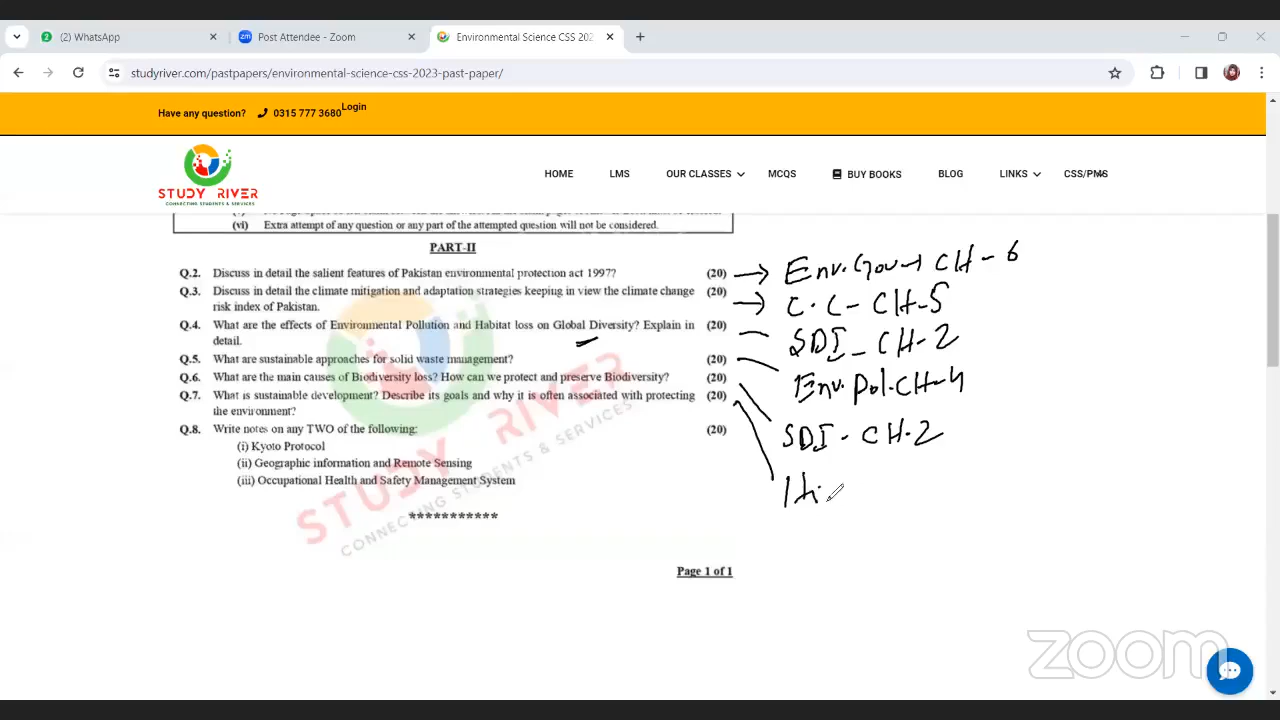 (2) WhatsApp
Post Attendee - Zoom
Environmental Science CSS 202
studyriver.com/pastpapers/environmental-science-css-2023-past-paper/
Have any question? 0315 777 3680 Login
STUDY RIVER
CONNECTING STUDENTS & SERVICES
HOME LMS OUR CLASSES MCQS BUY BOOKS BLOG LINKS CSS/PMS
(vi) Extra attempt of any question or any part of the attempted question will not be considered.
PART-II
Q.2. Discuss in detail the salient features of Pakistan environmental protection act 1997? (20)
Env. Gov CH-6
Q.3. Discuss in detail the climate mitigation and adaptation strategies keeping in view the climate change (20)
risk index of Pakistan.
C.C- CH-5
Q.4. What are the effects of Environmental Pollution and Habitat loss on Global Diversity? Explain in (20)
detail.
SDI - CH-2
Q.5. What are sustainable approaches for solid waste management? (20)
Env. Pol. CH-4
Q.6. What are the main causes of Biodiversity loss? How can we protect and preserve Biodiversity? (20)
SDI - CH-2
Q.7. What is sustainable development? Describe its goals and why it is often associated with protecting (20)
the environment?
Q.8. Write notes on any TWO of the following: (20)
(i) Kyoto Protocol
(ii) Geographic information and Remote Sensing
(iii) Occupational Health and Safety Management System
***********
STUDY RIVER
CONNECTING STUDENTS & SERVICES
Page 1 of 1
zoom